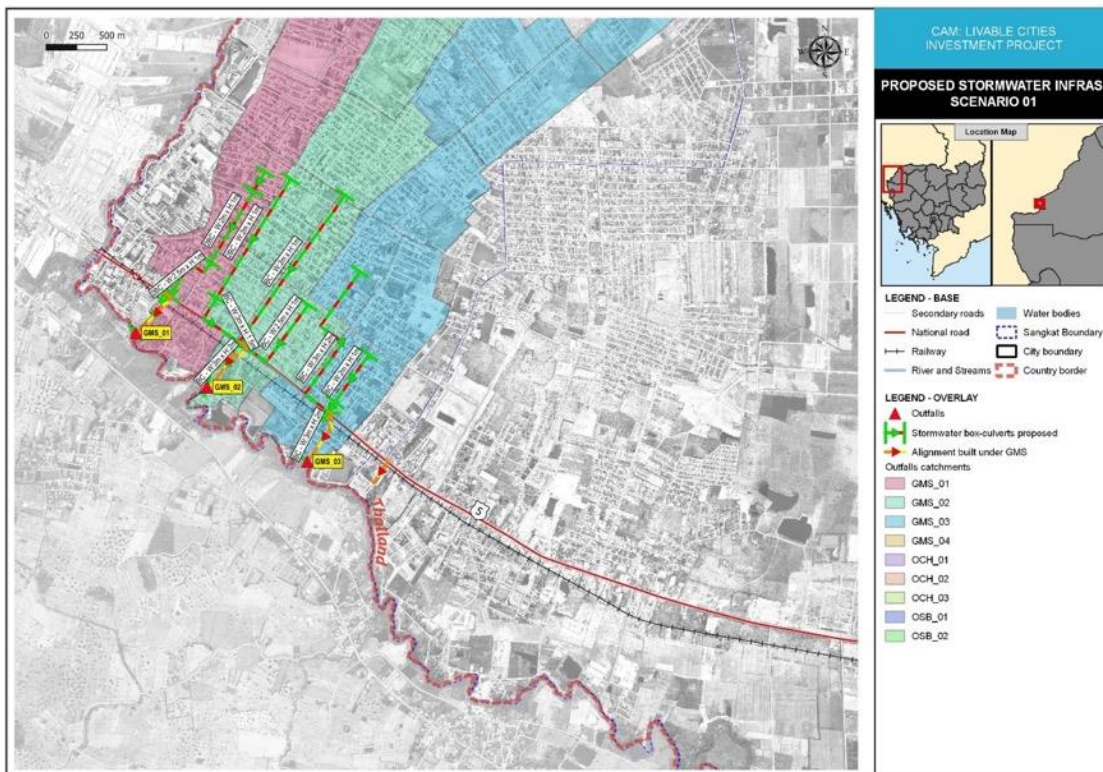 0 250 500 m
W E
CAM: LIVABLE CITIES
INVESTMENT PROJECT
PROPOSED STORMWATER INFRAS
SCENARIO 01
Location Map
LEGEND - BASE
Secondary roads
National road
Railway
River and Streams
Water bodies
Sangkat Boundary
City boundary
Country border
LEGEND - OVERLAY
Outfalls
Stormwater box-culverts proposed
Alignment built under GMS
Outfalls catchments
GMS_01
GMS_02
GMS_03
GMS_04
OCH_01
OCH_02
OCH_03
OSB_01
OSB_02
GMS_01
GMS_02
GMS_03
5
Thailand